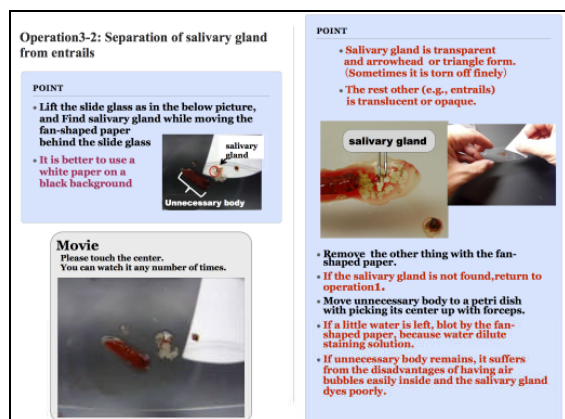 Operation3-2: Separation of salivary gland
from entrails
POINT
• Lift the slide glass as in the below picture,
and Find salivary gland while moving the
fan-shaped paper
behind the slide glass
• It is better to use a
white paper on a
black background
salivary
gland
Unnecessary body
Movie
Please touch the center.
You can watch it any number of times.
POINT
• Salivary gland is transparent
and arrowhead or triangle form.
(Sometimes it is torn off finely)
• The rest other (e.g., entrails)
is translucent or opaque.
salivary gland
• Remove the other thing with the fan-
shaped paper.
• If the salivary gland is not found,return to
operation1.
• Move unnecessary body to a petri dish
with picking its center up with forceps.
• If a little water is left, blot by the fan-
shaped paper, because water dilute
staining solution.
• If unnecessary body remains, it suffers
from the disadvantages of having air
bubbles easily inside and the salivary gland
dyes poorly.